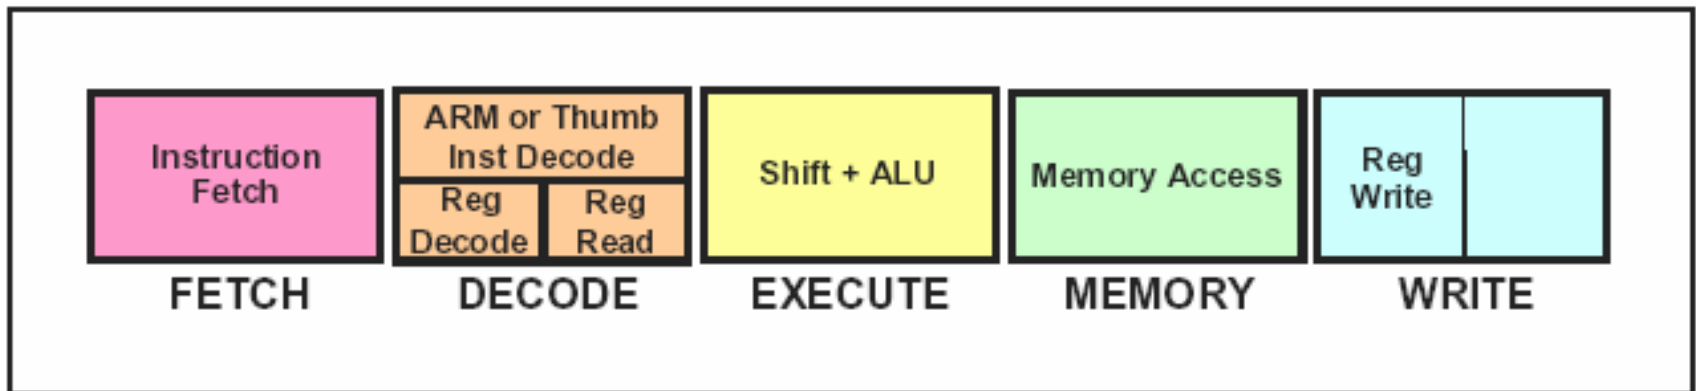 Instruction
Fetch
ARM or Thumb
Inst Decode
Reg
Decode
Reg
Read
Shift + ALU
Memory Access
Reg
Write
FETCH
DECODE
EXECUTE
MEMORY
WRITE